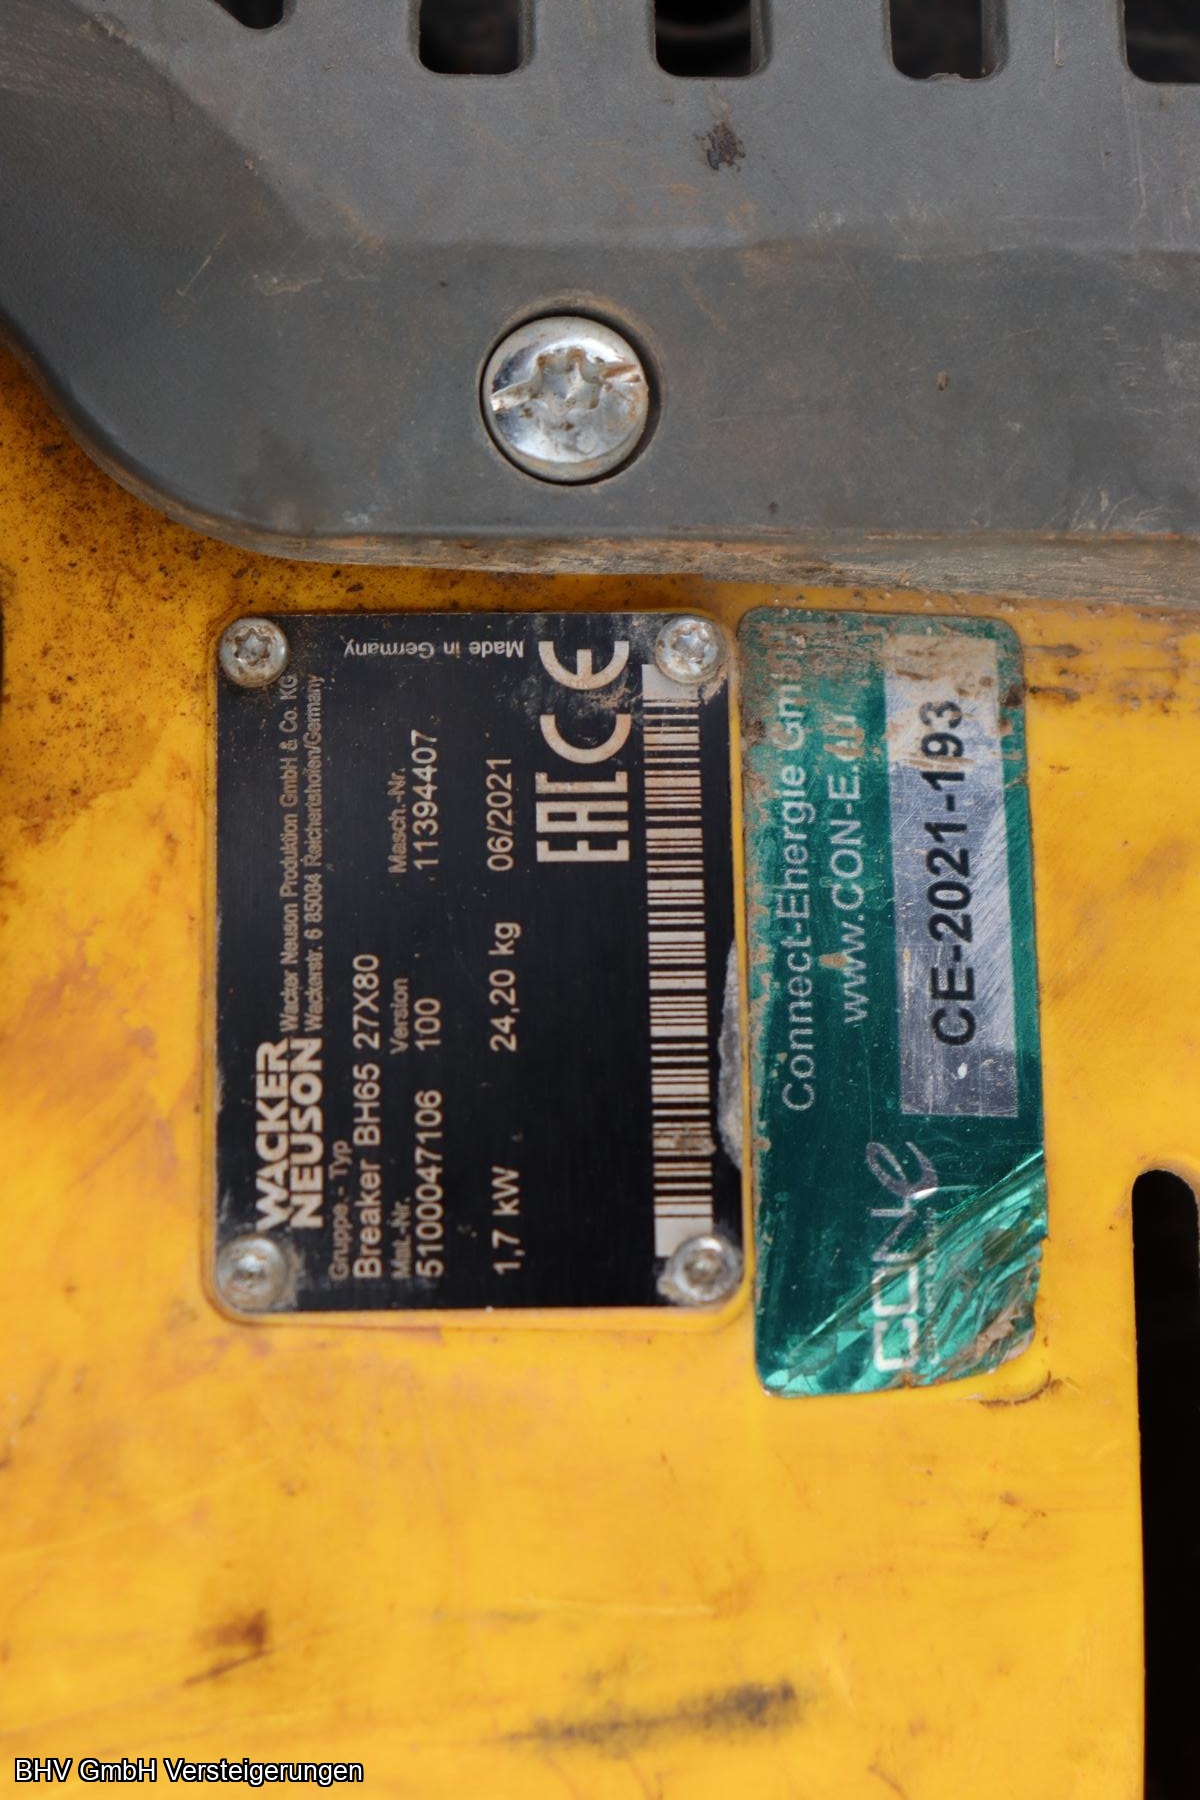 WACKER
NEUSON
Wacker Neuson Produktion GmbH & Co. KG
Wackerstr. 6 85084 Reichertshofen/Germany
Gruppe - Typ
Breaker BH65 27X80
Mat.-Nr. Version Masch.-Nr.
5100047106 100 11394407
1,7 kW 24,20 kg 06/2021
Made in Germany
EAC CE
Connect-Energie GmbH
www.CON-E.eu
CE-2021-193
CONe
BHV GmbH Versteigerungen